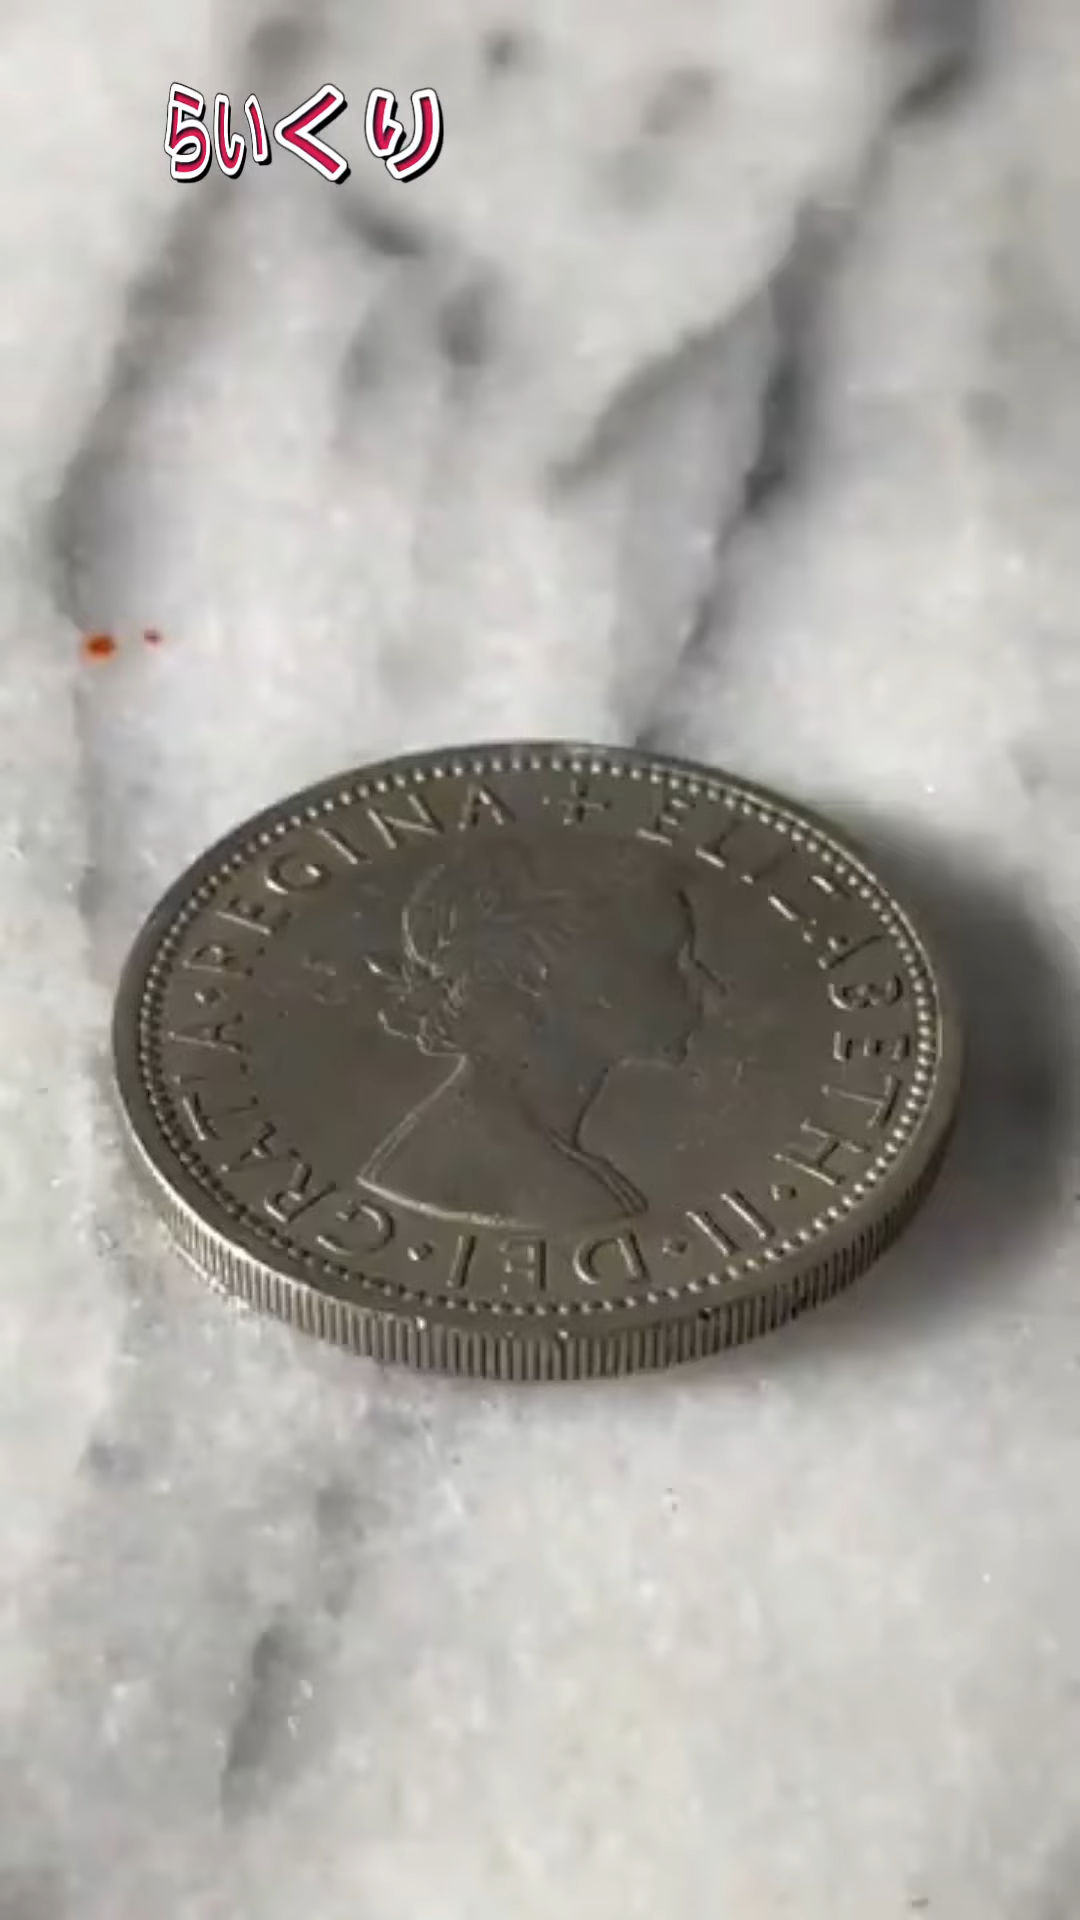 らいくり
+ ELIZABETH · II · DEI · GRATIA · REGINA